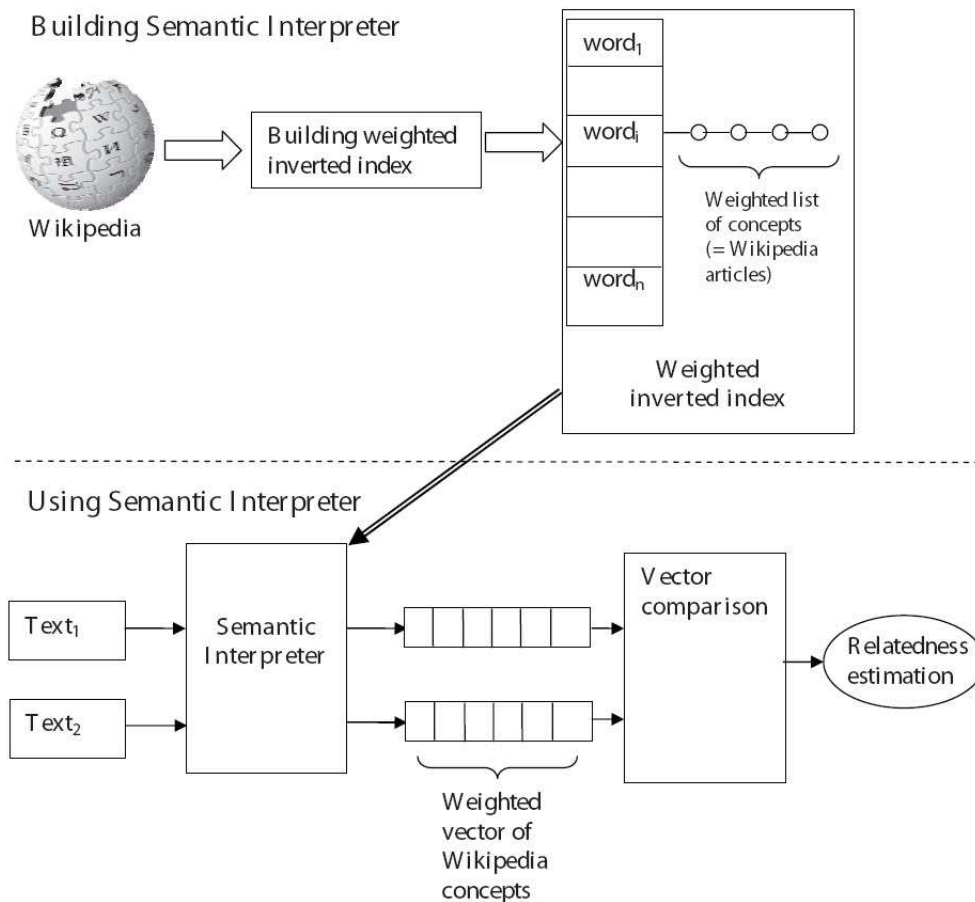 Building Semantic Interpreter
word1
Building weighted
inverted index
wordi
Wikipedia
Weighted list
of concepts
(= Wikipedia
articles)
wordn
Weighted
inverted index
Using Semantic Interpreter
Text1
Semantic
Interpreter
Vector
comparison
Relatedness
estimation
Text2
Weighted
vector of
Wikipedia
concepts